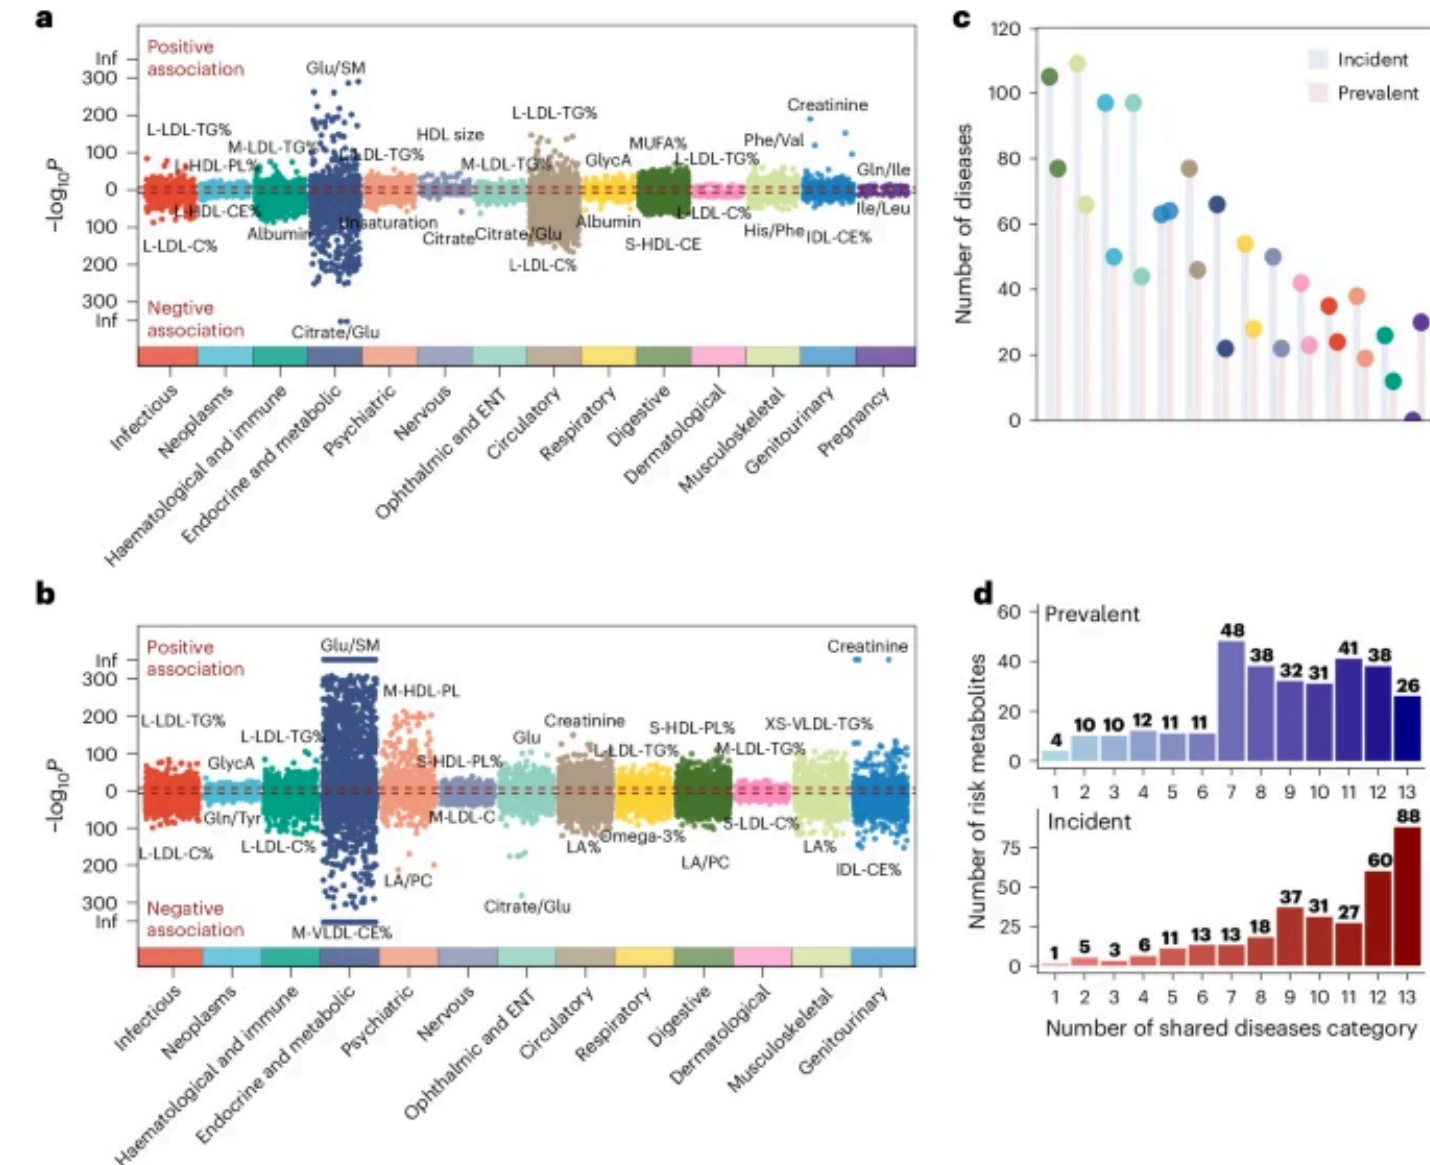 a
Positive
association
Inf
300
200
100
0
100
200
300
Inf
-log10P
Glu/SM
L-LDL-TG%
HDL size
L-LDL-TG%
Creatinine
M-LDL-TG%
L-HDL-PL%
L-LDL-TG%
M-LDL-TG%
GlycA
MUFA%
L-LDL-TG%
Phe/Val
Gln/Ile
L-HDL-CE%
L-LDL-C%
Albumin
Unsaturation
Citrate
Citrate/Glu
L-LDL-C%
Albumin
S-HDL-CE
L-LDL-C%
His/Phe
IDL-CE%
Ile/Leu
Negtive
association
Citrate/Glu
Infectious
Neoplasms
Haematological and immune
Endocrine and metabolic
Psychiatric
Nervous
Ophthalmic and ENT
Circulatory
Respiratory
Digestive
Dermatological
Musculoskeletal
Genitourinary
Pregnancy
c
120
100
80
60
40
20
0
Number of diseases
Incident
Prevalent
b
Positive
association
Inf
300
200
100
0
100
200
300
Inf
-log10P
Glu/SM
Creatinine
M-HDL-PL
L-LDL-TG%
GlycA
L-LDL-TG%
S-HDL-PL%
Glu
Creatinine
L-LDL-TG%
S-HDL-PL%
M-LDL-TG%
XS-VLDL-TG%
Gln/Tyr
L-LDL-C%
L-LDL-C%
M-LDL-C
LA/PC
Citrate/Glu
LA%
Omega-3%
LA/PC
S-LDL-C%
LA%
IDL-CE%
Negative
association
M-VLDL-CE%
Infectious
Neoplasms
Haematological and immune
Endocrine and metabolic
Psychiatric
Nervous
Ophthalmic and ENT
Circulatory
Respiratory
Digestive
Dermatological
Musculoskeletal
Genitourinary
d
Number of risk metabolites
Prevalent
60
40
20
0
4 10 10 12 11 11 48 38 32 31 41 38 26
1 2 3 4 5 6 7 8 9 10 11 12 13
Incident
75
50
25
0
1 5 3 6 11 13 13 18 37 31 27 60 88
1 2 3 4 5 6 7 8 9 10 11 12 13
Number of shared diseases category